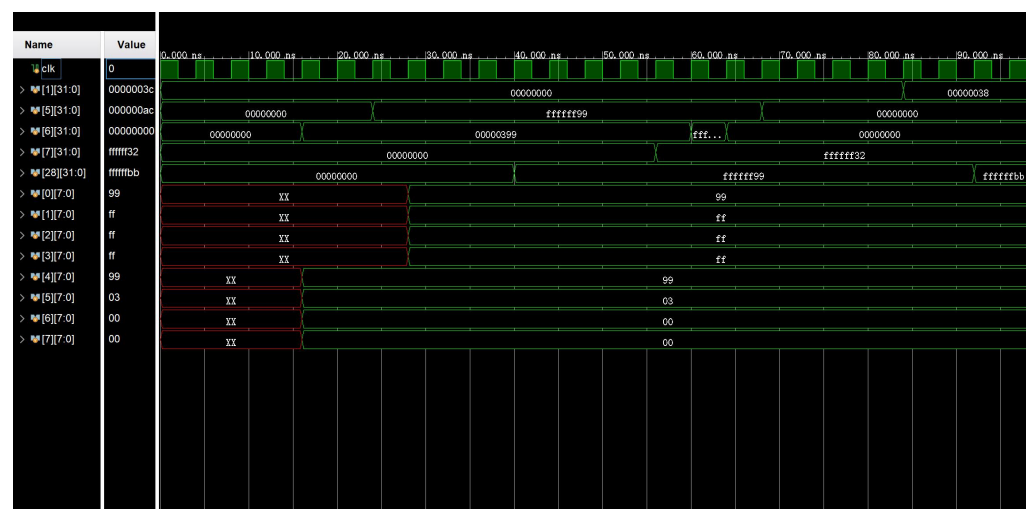 Name Value
0.000 ns 10.000 ns 20.000 ns 30.000 ns 40.000 ns 50.000 ns 60.000 ns 70.000 ns 80.000 ns 90.000 ns
clk 0
[1][31:0] 0000003c 00000000 00000038
[5][31:0] 000000ac 00000000 ffffff99 00000000
[6][31:0] 00000000 00000000 00000399 fff... 00000000
[7][31:0] ffffff32 00000000 ffffff32
[28][31:0] ffffffbb 00000000 ffffff99 ffffffbb
[0][7:0] 99 XX 99
[1][7:0] ff XX ff
[2][7:0] ff XX ff
[3][7:0] ff XX ff
[4][7:0] 99 XX 99
[5][7:0] 03 XX 03
[6][7:0] 00 XX 00
[7][7:0] 00 XX 00